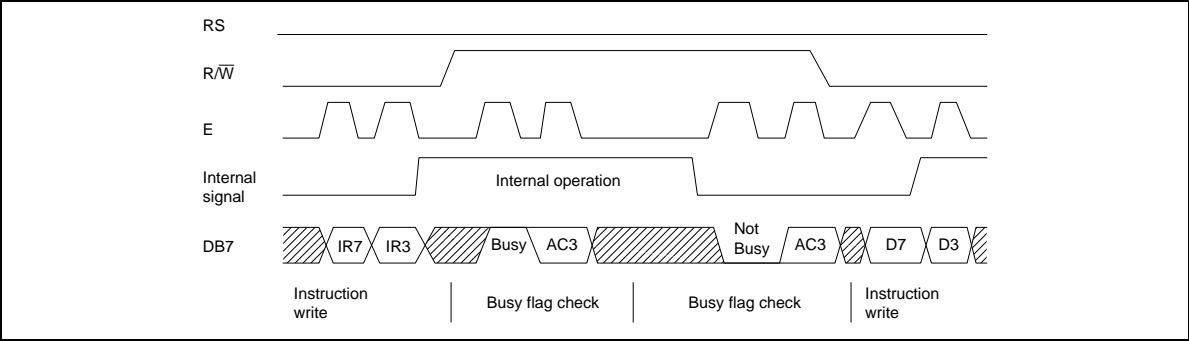 RS
R/W̅
E
Internal
signal
Internal operation
DB7
IR7
IR3
Busy
AC3
Not
Busy
AC3
D7
D3
Instruction
write
Busy flag check
Busy flag check
Instruction
write